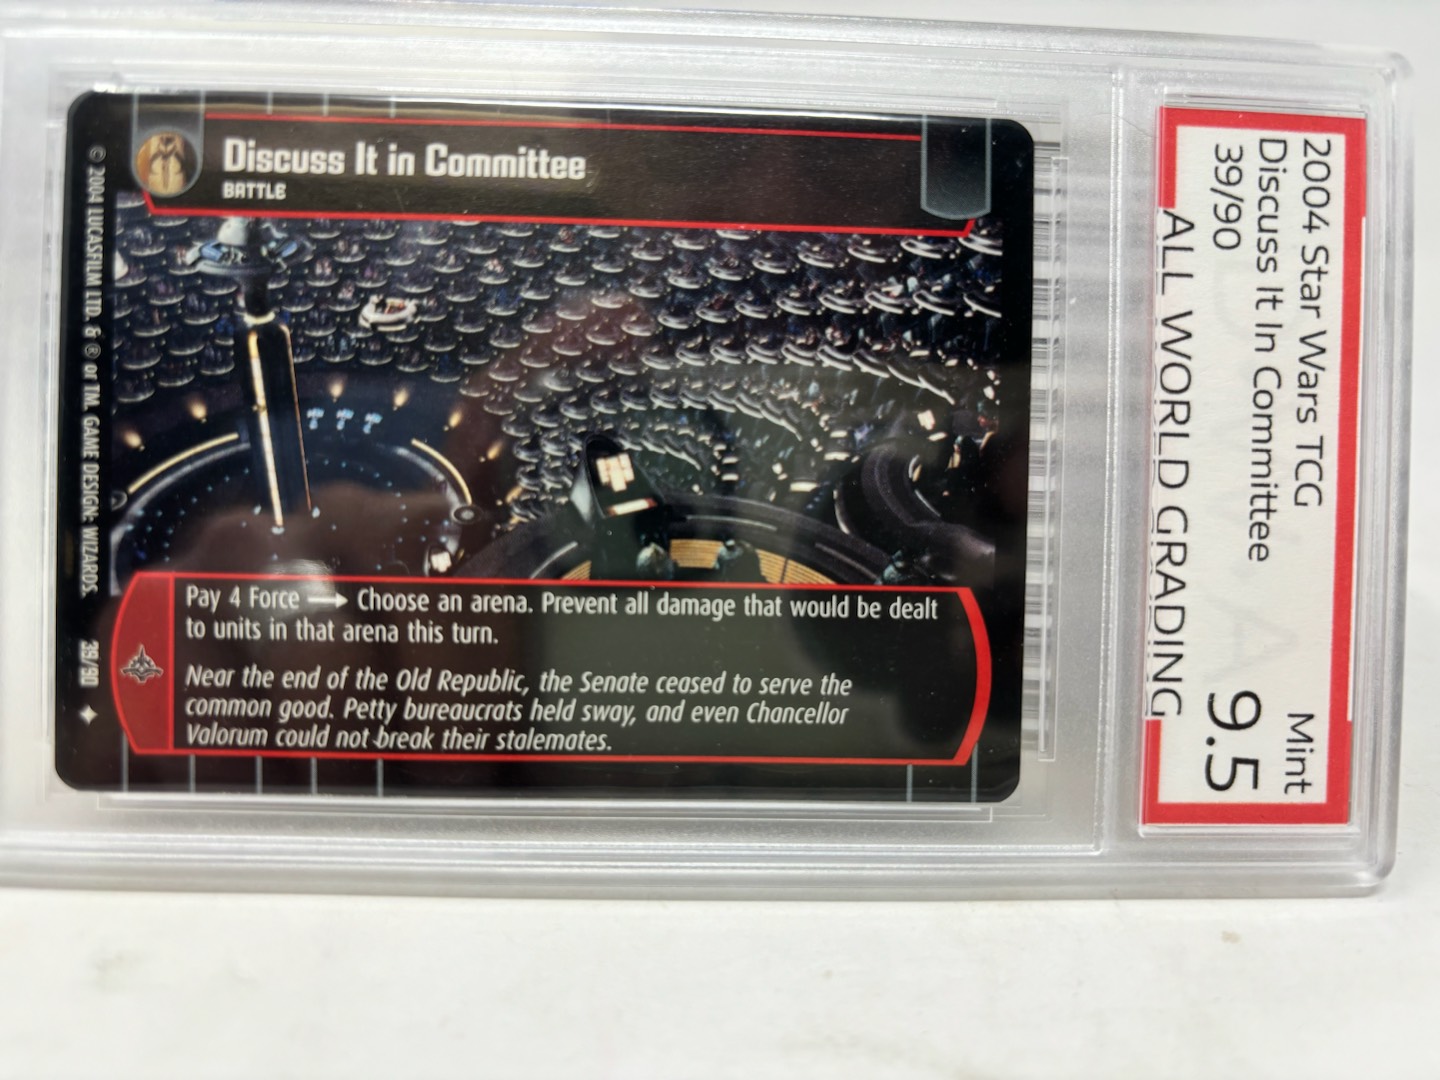 Discuss It in Committee
BATTLE
Pay 4 Force → Choose an arena. Prevent all damage that would be dealt
to units in that arena this turn.
Near the end of the Old Republic, the Senate ceased to serve the
common good. Petty bureaucrats held sway, and even Chancellor
Valorum could not break their stalemates.
© 2004 LUCASFILM LTD. & ® or TM. GAME DESIGN: WIZARDS. 39/90
2004 Star Wars TCG
Discuss It In Committee
39/90
Mint
9.5
ALL WORLD GRADING